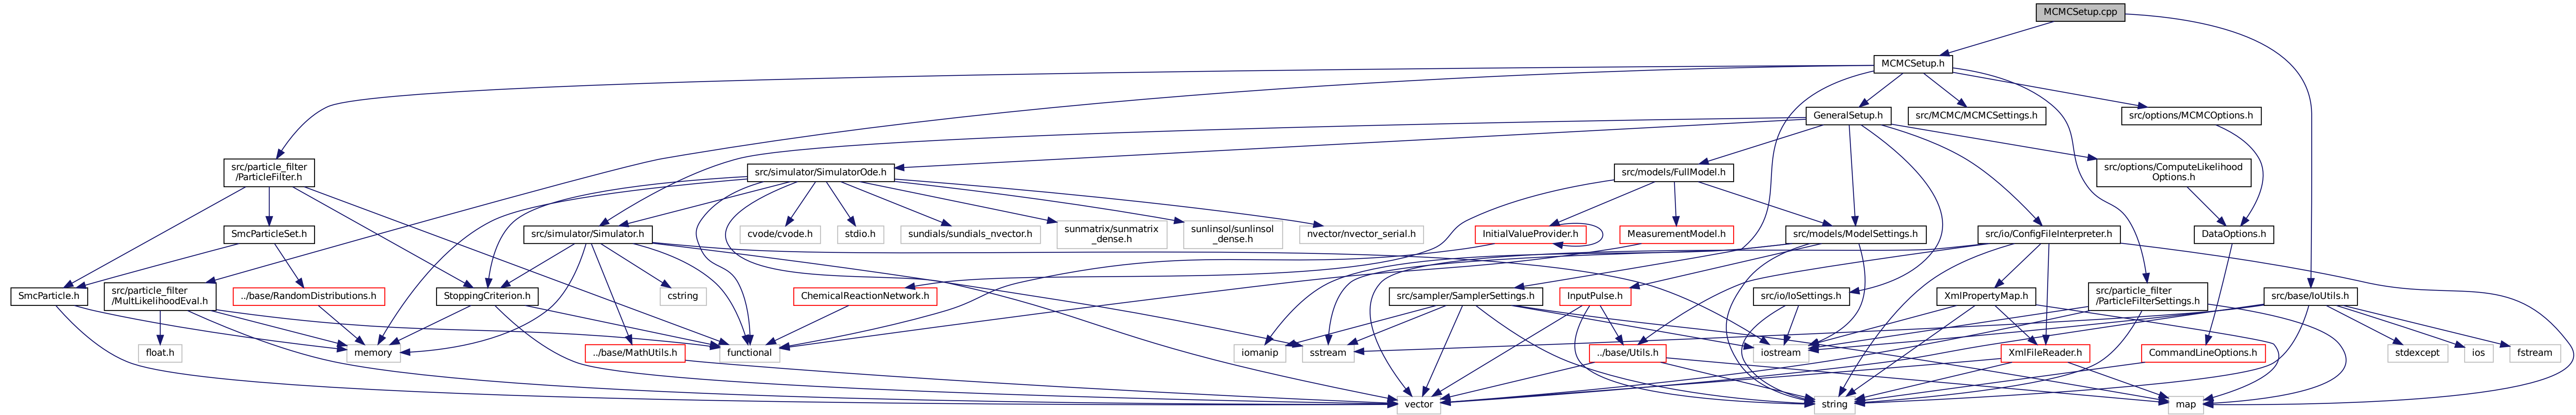 MCMCSetup.cpp
MCMCSetup.h
GeneralSetup.h
src/MCMC/MCMCSettings.h
src/options/MCMCOptions.h
src/particle_filter
/ParticleFilter.h
src/simulator/SimulatorOde.h
src/models/FullModel.h
src/options/ComputeLikelihood
Options.h
SmcParticleSet.h
src/simulator/Simulator.h
cvode/cvode.h
stdio.h
sundials/sundials_nvector.h
sunmatrix/sunmatrix
_dense.h
sunlinsol/sunlinsol
_dense.h
nvector/nvector_serial.h
InitialValueProvider.h
MeasurementModel.h
src/models/ModelSettings.h
src/io/ConfigFileInterpreter.h
DataOptions.h
SmcParticle.h
src/particle_filter
/MultLikelihoodEval.h
../base/RandomDistributions.h
StoppingCriterion.h
cstring
ChemicalReactionNetwork.h
src/sampler/SamplerSettings.h
InputPulse.h
src/io/IoSettings.h
XmlPropertyMap.h
src/particle_filter
/ParticleFilterSettings.h
src/base/IoUtils.h
float.h
memory
../base/MathUtils.h
functional
iomanip
sstream
../base/Utils.h
iostream
XmlFileReader.h
CommandLineOptions.h
stdexcept
ios
fstream
vector
string
map